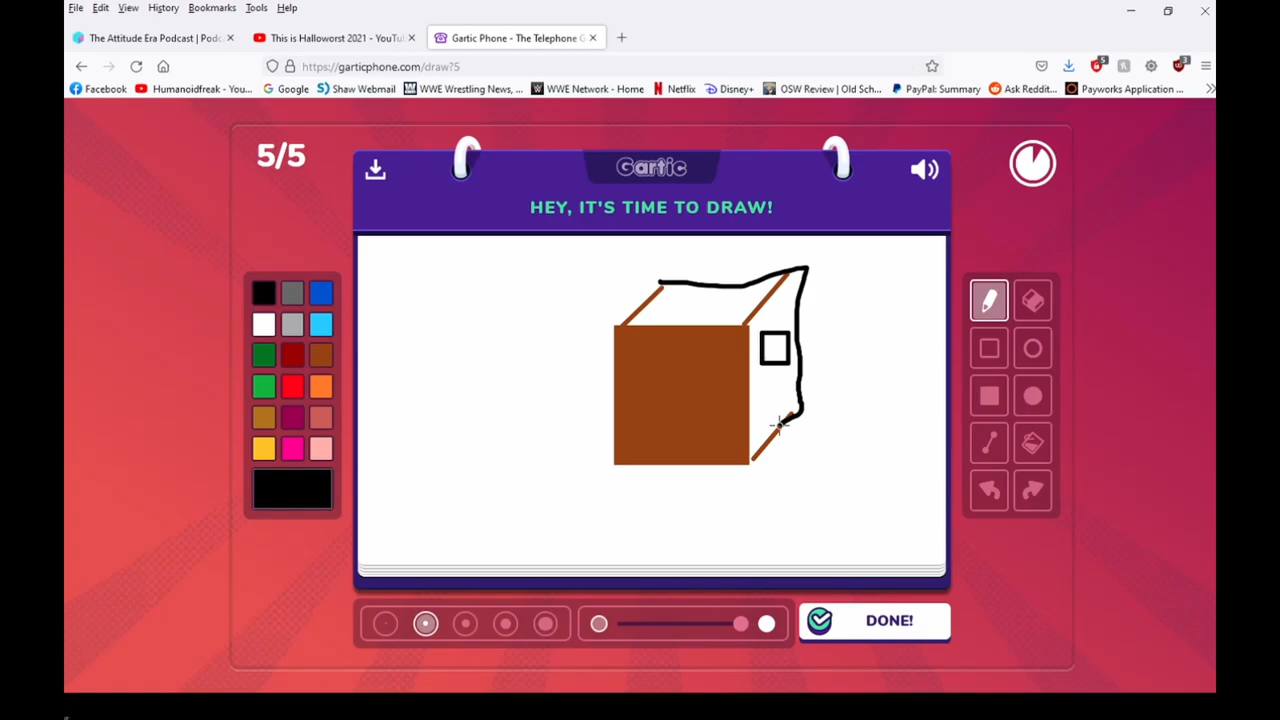 File Edit View History Bookmarks Tools Help
The Attitude Era Podcast | Podc
This is Halloworst 2021 - YouTu
Gartic Phone - The Telephone G
https://garticphone.com/draw?5
5
3
Facebook
Humanoidfreak - You...
Google
Shaw Webmail
WWE Wrestling News, ...
WWE Network - Home
Netflix
Disney+
OSW Review | Old Sch...
PayPal: Summary
Ask Reddit...
Payworks Application ...
5/5
Gartic
HEY, IT'S TIME TO DRAW!
DONE!